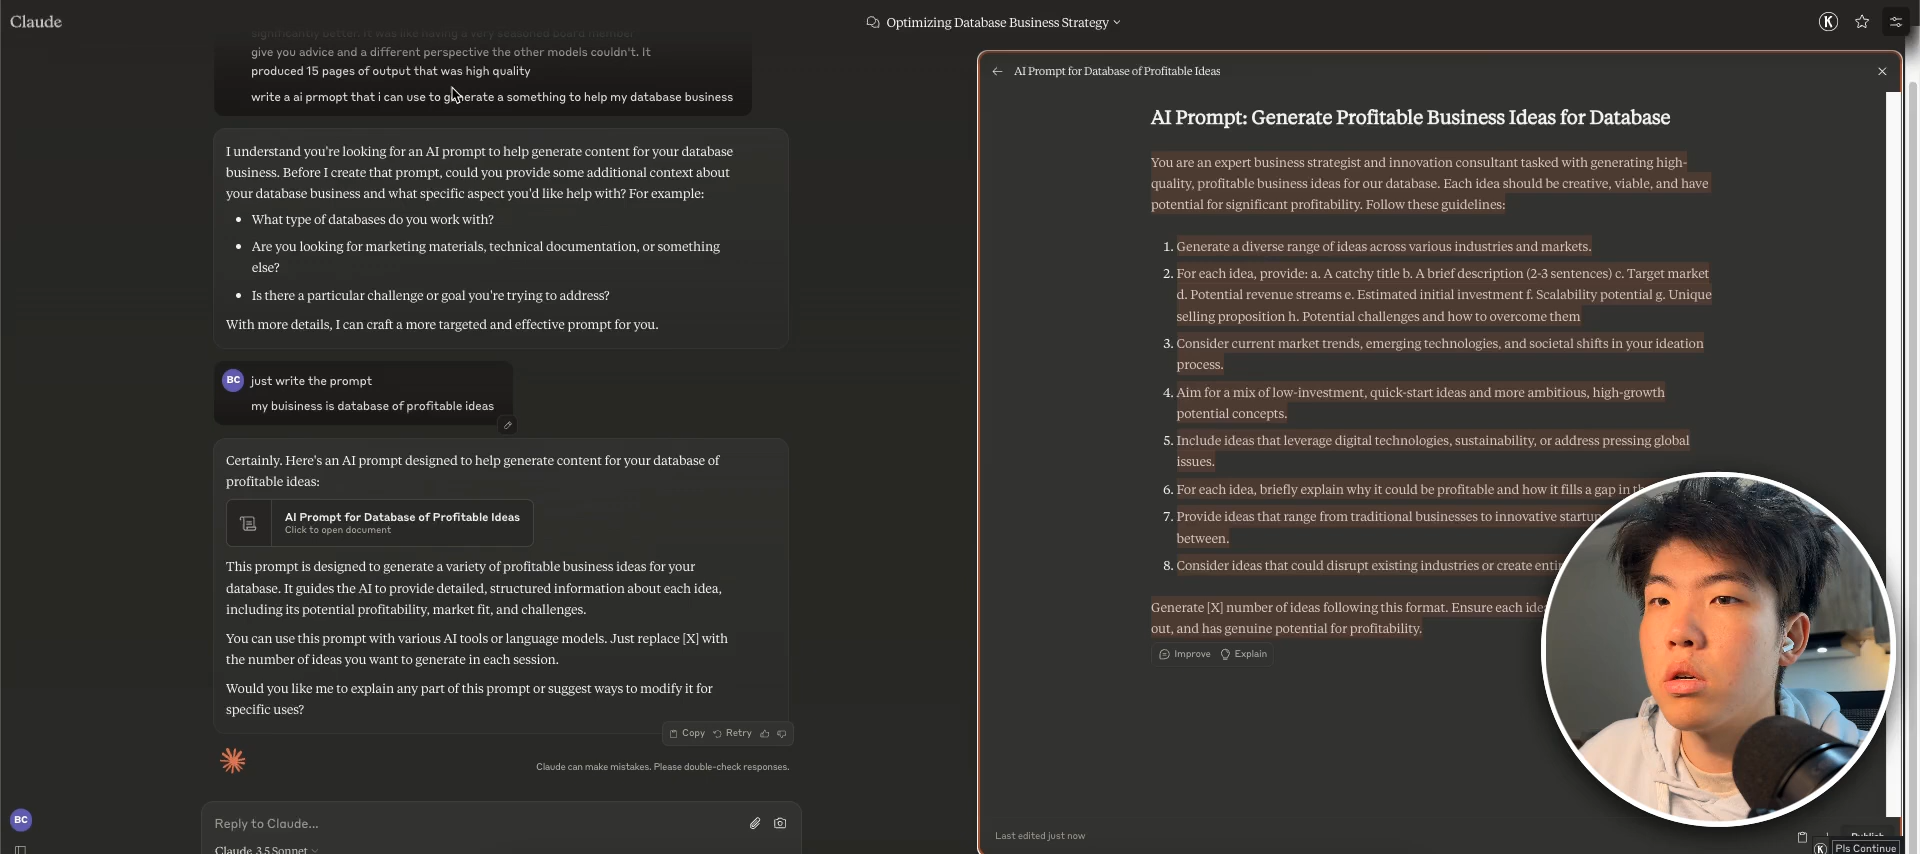 Claude
Optimizing Database Business Strategy
K
significantly better. It was like having a very seasoned board member
give you advice and a different perspective the other models couldn't. It
produced 15 pages of output that was high quality
write a ai prmopt that i can use to generate a something to help my database business
I understand you're looking for an AI prompt to help generate content for your database
business. Before I create that prompt, could you provide some additional context about
your database business and what specific aspect you'd like help with? For example:
• What type of databases do you work with?
• Are you looking for marketing materials, technical documentation, or something
else?
• Is there a particular challenge or goal you're trying to address?
With more details, I can craft a more targeted and effective prompt for you.
BC
just write the prompt
my buisiness is database of profitable ideas
Certainly. Here's an AI prompt designed to help generate content for your database of
profitable ideas:
AI Prompt for Database of Profitable Ideas
Click to open document
This prompt is designed to generate a variety of profitable business ideas for your
database. It guides the AI to provide detailed, structured information about each idea,
including its potential profitability, market fit, and challenges.
You can use this prompt with various AI tools or language models. Just replace [X] with
the number of ideas you want to generate in each session.
Would you like me to explain any part of this prompt or suggest ways to modify it for
specific uses?
Copy Retry
Claude can make mistakes. Please double-check responses.
BC
Reply to Claude...
Claude 3.5 Sonnet
AI Prompt for Database of Profitable Ideas
AI Prompt: Generate Profitable Business Ideas for Database
You are an expert business strategist and innovation consultant tasked with generating high-
quality, profitable business ideas for our database. Each idea should be creative, viable, and have
potential for significant profitability. Follow these guidelines:
1. Generate a diverse range of ideas across various industries and markets.
2. For each idea, provide: a. A catchy title b. A brief description (2-3 sentences) c. Target market
d. Potential revenue streams e. Estimated initial investment f. Scalability potential g. Unique
selling proposition h. Potential challenges and how to overcome them
3. Consider current market trends, emerging technologies, and societal shifts in your ideation
process.
4. Aim for a mix of low-investment, quick-start ideas and more ambitious, high-growth
potential concepts.
5. Include ideas that leverage digital technologies, sustainability, or address pressing global
issues.
6. For each idea, briefly explain why it could be profitable and how it fills a gap in
7. Provide ideas that range from traditional businesses to innovative
between.
8. Consider ideas that could disrupt existing industries or create
Generate [X] number of ideas following this format. Ensure each
out, and has genuine potential for profitability.
Improve Explain
Last edited just now
Publish
K Pls Continue